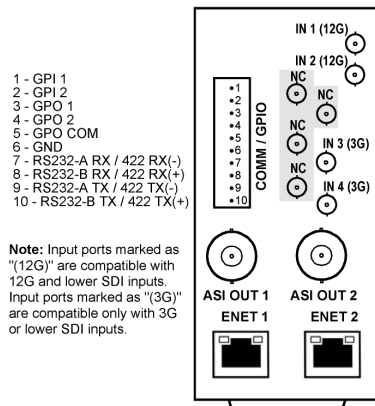 1 - GPI 1
2 - GPI 2
3 - GPO 1
4 - GPO 2
5 - GPO COM
6 - GND
7 - RS232-A RX / 422 RX(-)
8 - RS232-B RX / 422 RX(+)
9 - RS232-A TX / 422 TX(-)
10 - RS232-B TX / 422 TX(+)
Note: Input ports marked as
"(12G)" are compatible with
12G and lower SDI inputs.
Input ports marked as "(3G)"
are compatible only with 3G
or lower SDI inputs.
IN 1 (12G)
IN 2 (12G)
NC
NC
NC
IN 3 (3G)
NC
IN 4 (3G)
•1
•2
•3
•4
•5
•6
•7
•8
•9
•10
COMM / GPIO
ASI OUT 1
ASI OUT 2
ENET 1
ENET 2